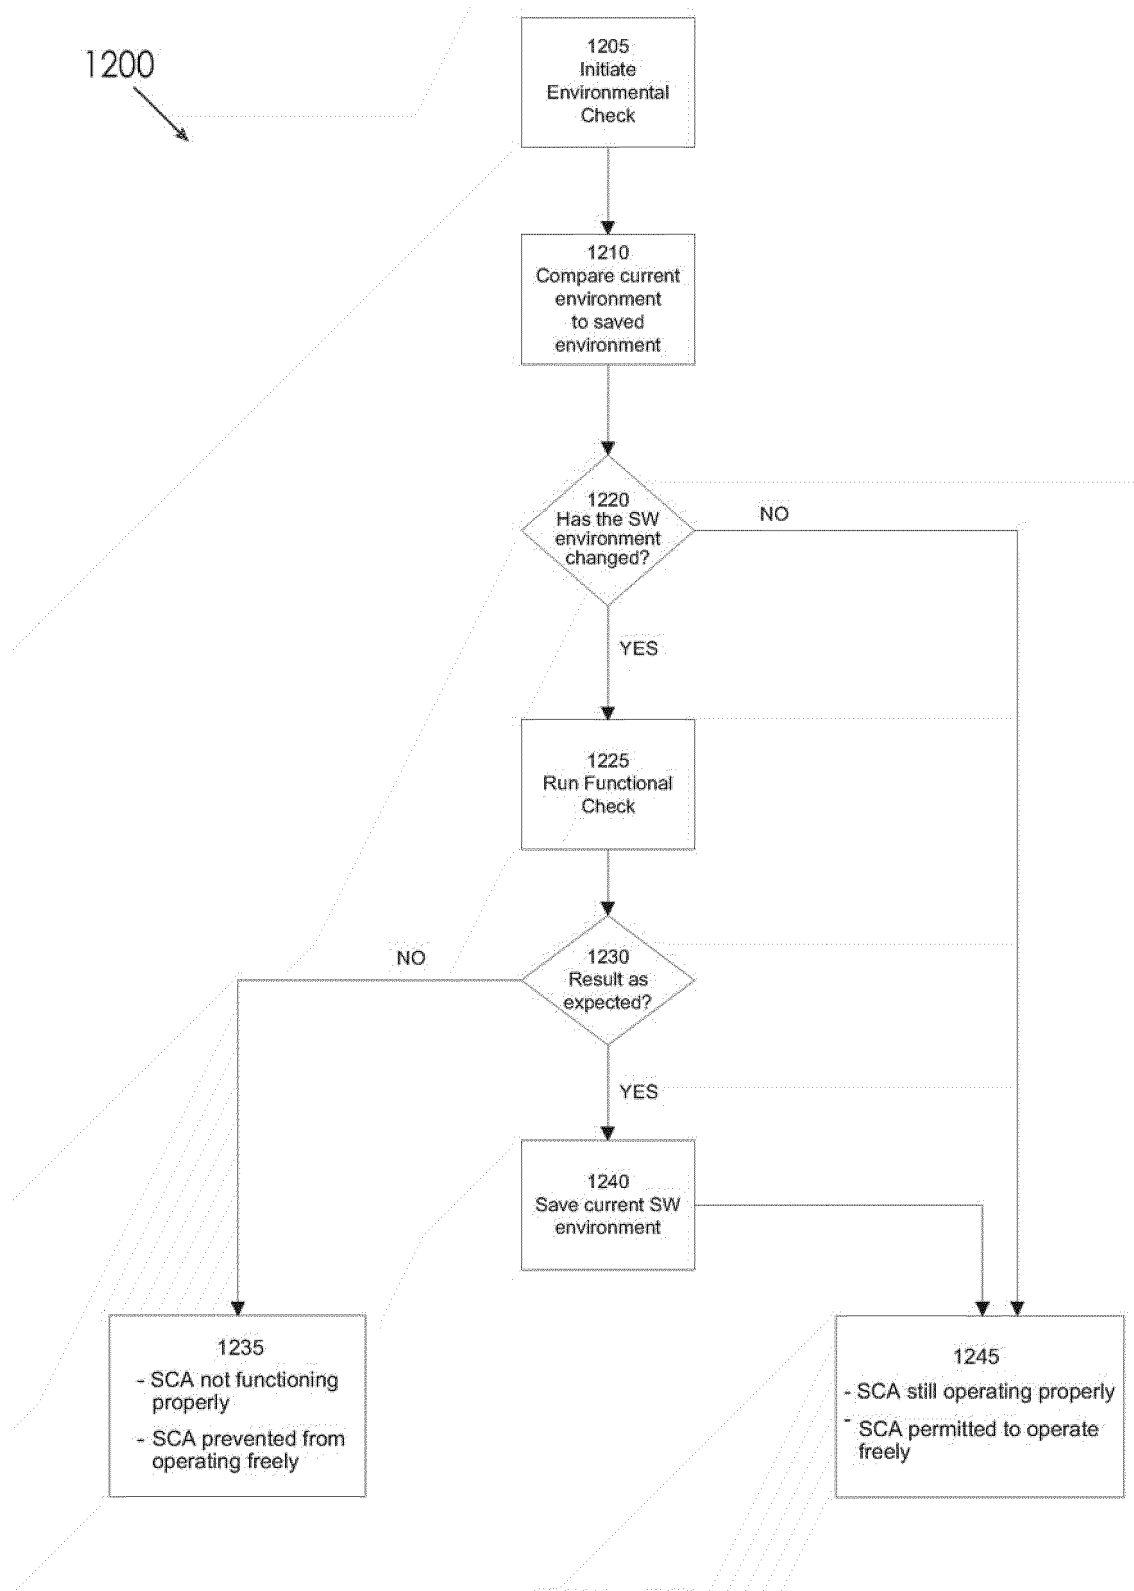 1200
1205
Initiate
Environmental
Check
1210
Compare current
environment
to saved
environment
1220
Has the SW
environment
changed?
NO
YES
1225
Run Functional
Check
1230
Result as
expected?
NO
YES
1240
Save current SW
environment
1235
- SCA not functioning
properly
- SCA prevented from
operating freely
1245
- SCA still operating properly
- SCA permitted to operate
freely